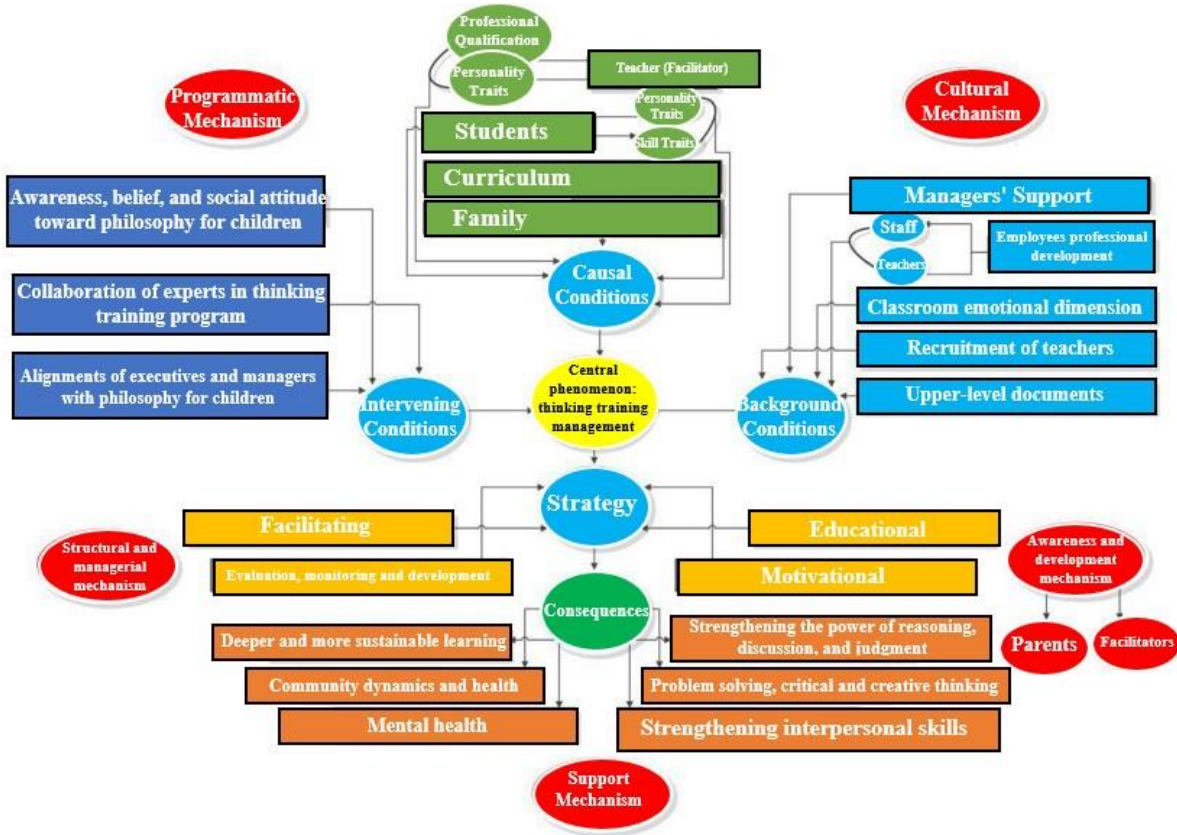 Professional
Qualification
Personality
Traits
Teacher (Facilitator)
Programmatic
Mechanism
Cultural
Mechanism
Personality
Traits
Students
Skill Traits
Curriculum
Family
Awareness, belief, and social attitude
toward philosophy for children
Collaboration of experts in thinking
training program
Alignments of executives and managers
with philosophy for children
Managers' Support
Staff
Teachers
Employees professional
development
Classroom emotional dimension
Recruitment of teachers
Upper-level documents
Causal
Conditions
Intervening
Conditions
Central
phenomenon:
thinking training
management
Background
Conditions
Strategy
Facilitating
Educational
Evaluation, monitoring and development
Motivational
Structural and
managerial
mechanism
Awareness and
development
mechanism
Parents
Facilitators
Consequences
Deeper and more sustainable learning
Strengthening the power of reasoning,
discussion, and judgment
Community dynamics and health
Problem solving, critical and creative thinking
Mental health
Strengthening interpersonal skills
Support
Mechanism